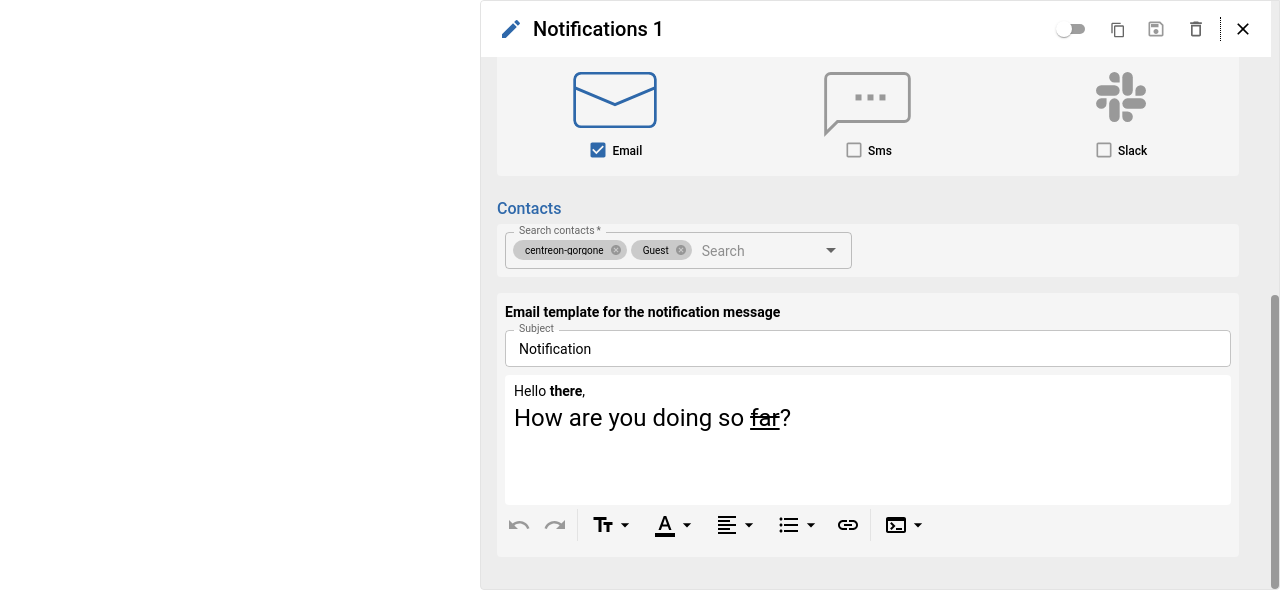 Notifications 1
Email
Sms
Slack
Contacts
Search contacts *
centreon-gorgone
Guest
Search
Email template for the notification message
Subject
Notification
Hello there,
How are you doing so far?